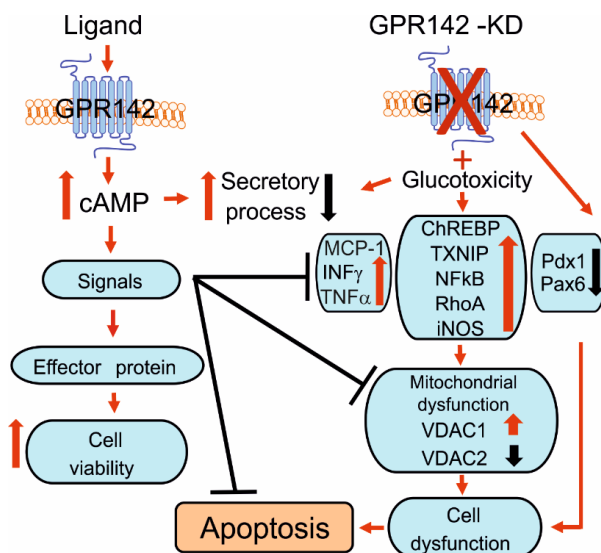 Ligand
GPR142
cAMP
Secretory
process
Signals
Effector protein
Cell
viability
GPR142 -KD
GPR142
+
Glucotoxicity
MCP-1
INFγ
TNFα
ChREBP
TXNIP
NFkB
RhoA
iNOS
Pdx1
Pax6
Mitochondrial
dysfunction
VDAC1
VDAC2
Cell
dysfunction
Apoptosis